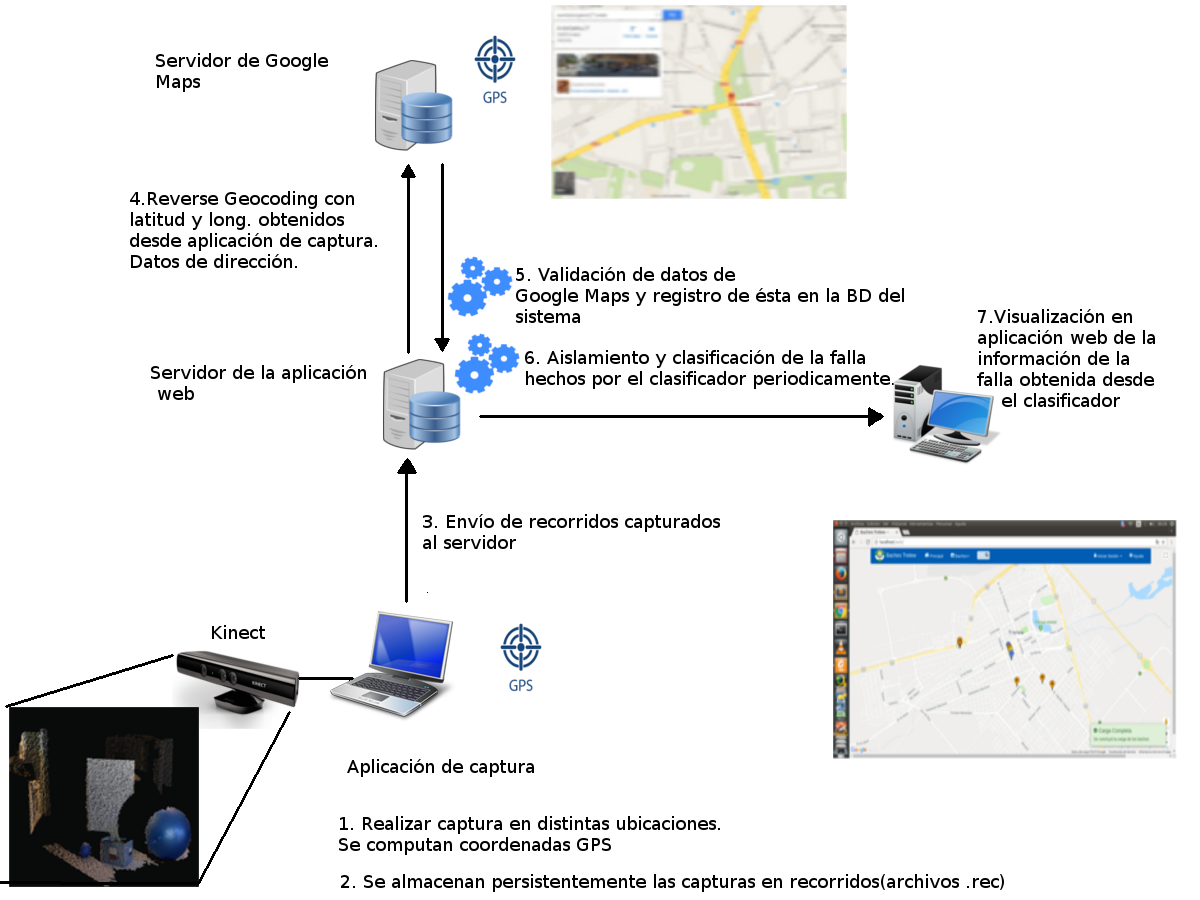 Servidor de Google
Maps
GPS
4.Reverse Geocoding con
latitud y long. obtenidos
desde aplicación de captura.
Datos de dirección.
5. Validación de datos de
Google Maps y registro de ésta en la BD del
sistema
Servidor de la aplicación
web
6. Aislamiento y clasificación de la falla
hechos por el clasificador periodicamente.
7.Visualización en
aplicación web de la
información de la
falla obtenida desde
el clasificador
3. Envío de recorridos capturados
al servidor
Kinect
KINECT
GPS
Carga Completa
Google
Aplicación de captura
1. Realizar captura en distintas ubicaciones.
Se computan coordenadas GPS
2. Se almacenan persistentemente las capturas en recorridos(archivos .rec)